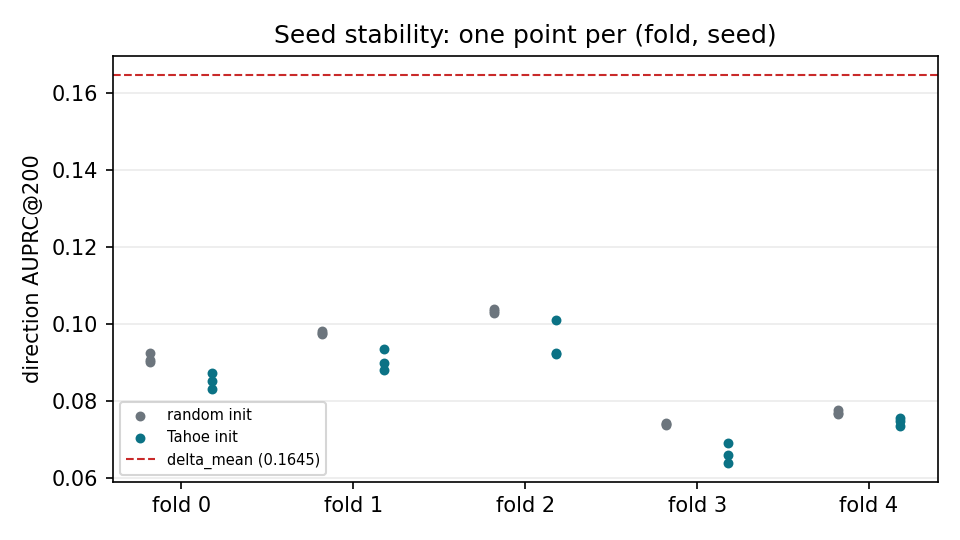 Seed stability: one point per (fold, seed)
direction AUPRC@200
0.16
0.14
0.12
0.10
0.08
0.06
random init
Tahoe init
delta_mean (0.1645)
fold 0
fold 1
fold 2
fold 3
fold 4